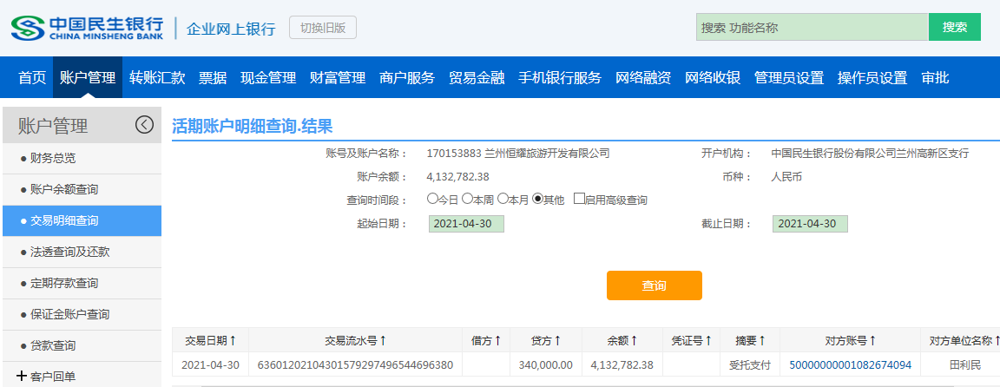 中国民生银行 企业网上银行 切换旧版 搜索 功能名称 搜索
CHINA MINSHENG BANK
首页 账户管理 转账汇款 票据 现金管理 财富管理 商户服务 贸易金融 手机银行服务 网络融资 网络收银 管理员设置 操作员设置 审批
账户管理
财务总览
账户余额查询
交易明细查询
法透查询及还款
定期存款查询
保证金账户查询
贷款查询
客户回单
活期账户明细查询.结果
账号及账户名称： 170153883 兰州恒耀旅游开发有限公司 开户机构： 中国民生银行股份有限公司兰州高新区支行
账户余额： 4,132,782.38 币种： 人民币
查询时间段： 今日 本周 本月 其他 启用高级查询
起始日期： 2021-04-30 截止日期： 2021-04-30
查询
交易日期↑ 交易流水号↑ 借方↑ 贷方↑ 余额↑ 凭证号↑ 摘要↑ 对方账号↑ 对方单位名称↑
2021-04-30 63601202104301579297496544696380 340,000.00 4,132,782.38 受托支付 50000000001082674094 田利民